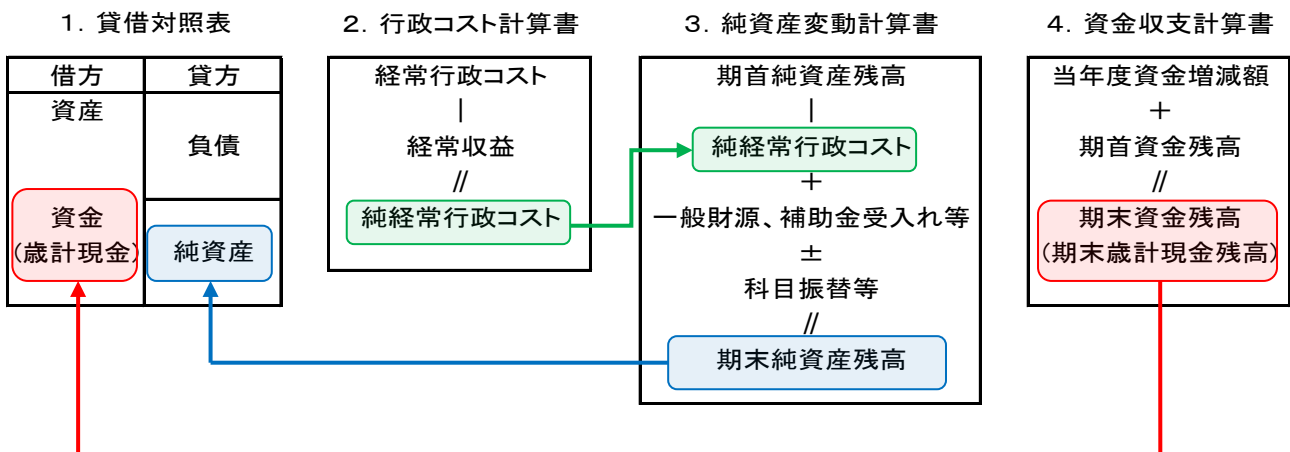 1．貸借対照表
借方
貸方
資産
負債
資金
(歳計現金)
純資産
2．行政コスト計算書
経常行政コスト
｜
経常収益
//
純経常行政コスト
3．純資産変動計算書
期首純資産残高
｜
純経常行政コスト
＋
一般財源、補助金受入れ等
±
科目振替等
//
期末純資産残高
4．資金収支計算書
当年度資金増減額
＋
期首資金残高
//
期末資金残高
(期末歳計現金残高)